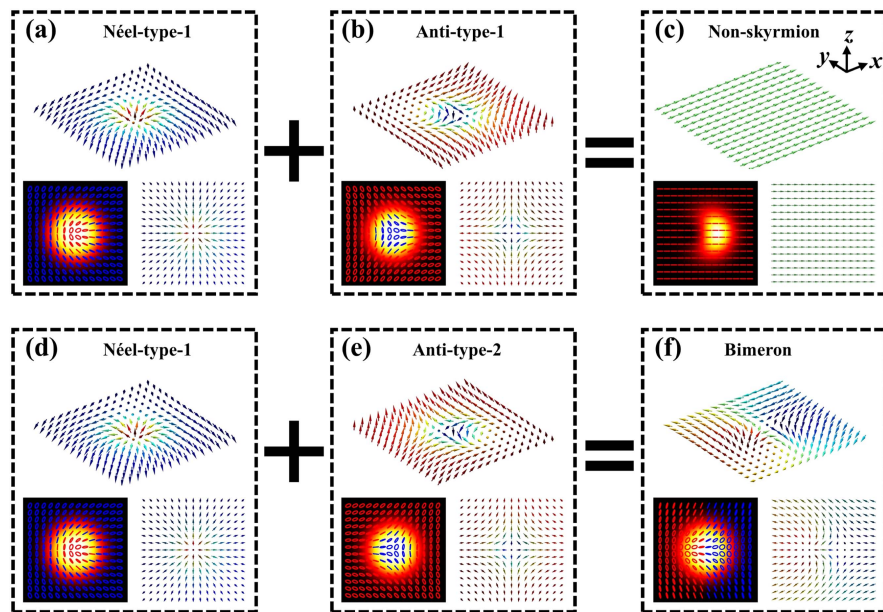 (a) Néel-type-1
(b) Anti-type-1
(c) Non-skyrmion
z
y
x
+
=
(d) Néel-type-1
(e) Anti-type-2
(f) Bimeron
+
=